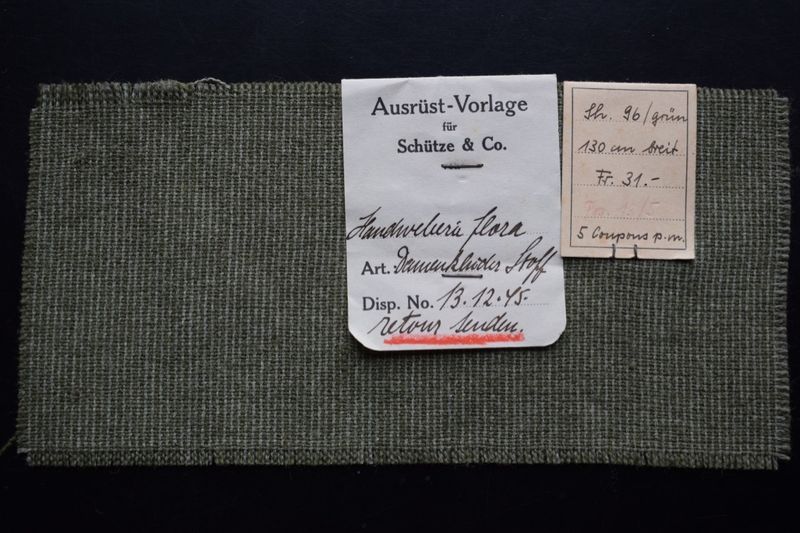 Ausrüst-Vorlage
für
Schütze & Co.
Handweberei flora
Art. Damenkleider Stoff
Disp. No. 13.12.45.
retour senden.
96/grün
130 cm breit
Fr. 31.-
5 Coupons p.m.